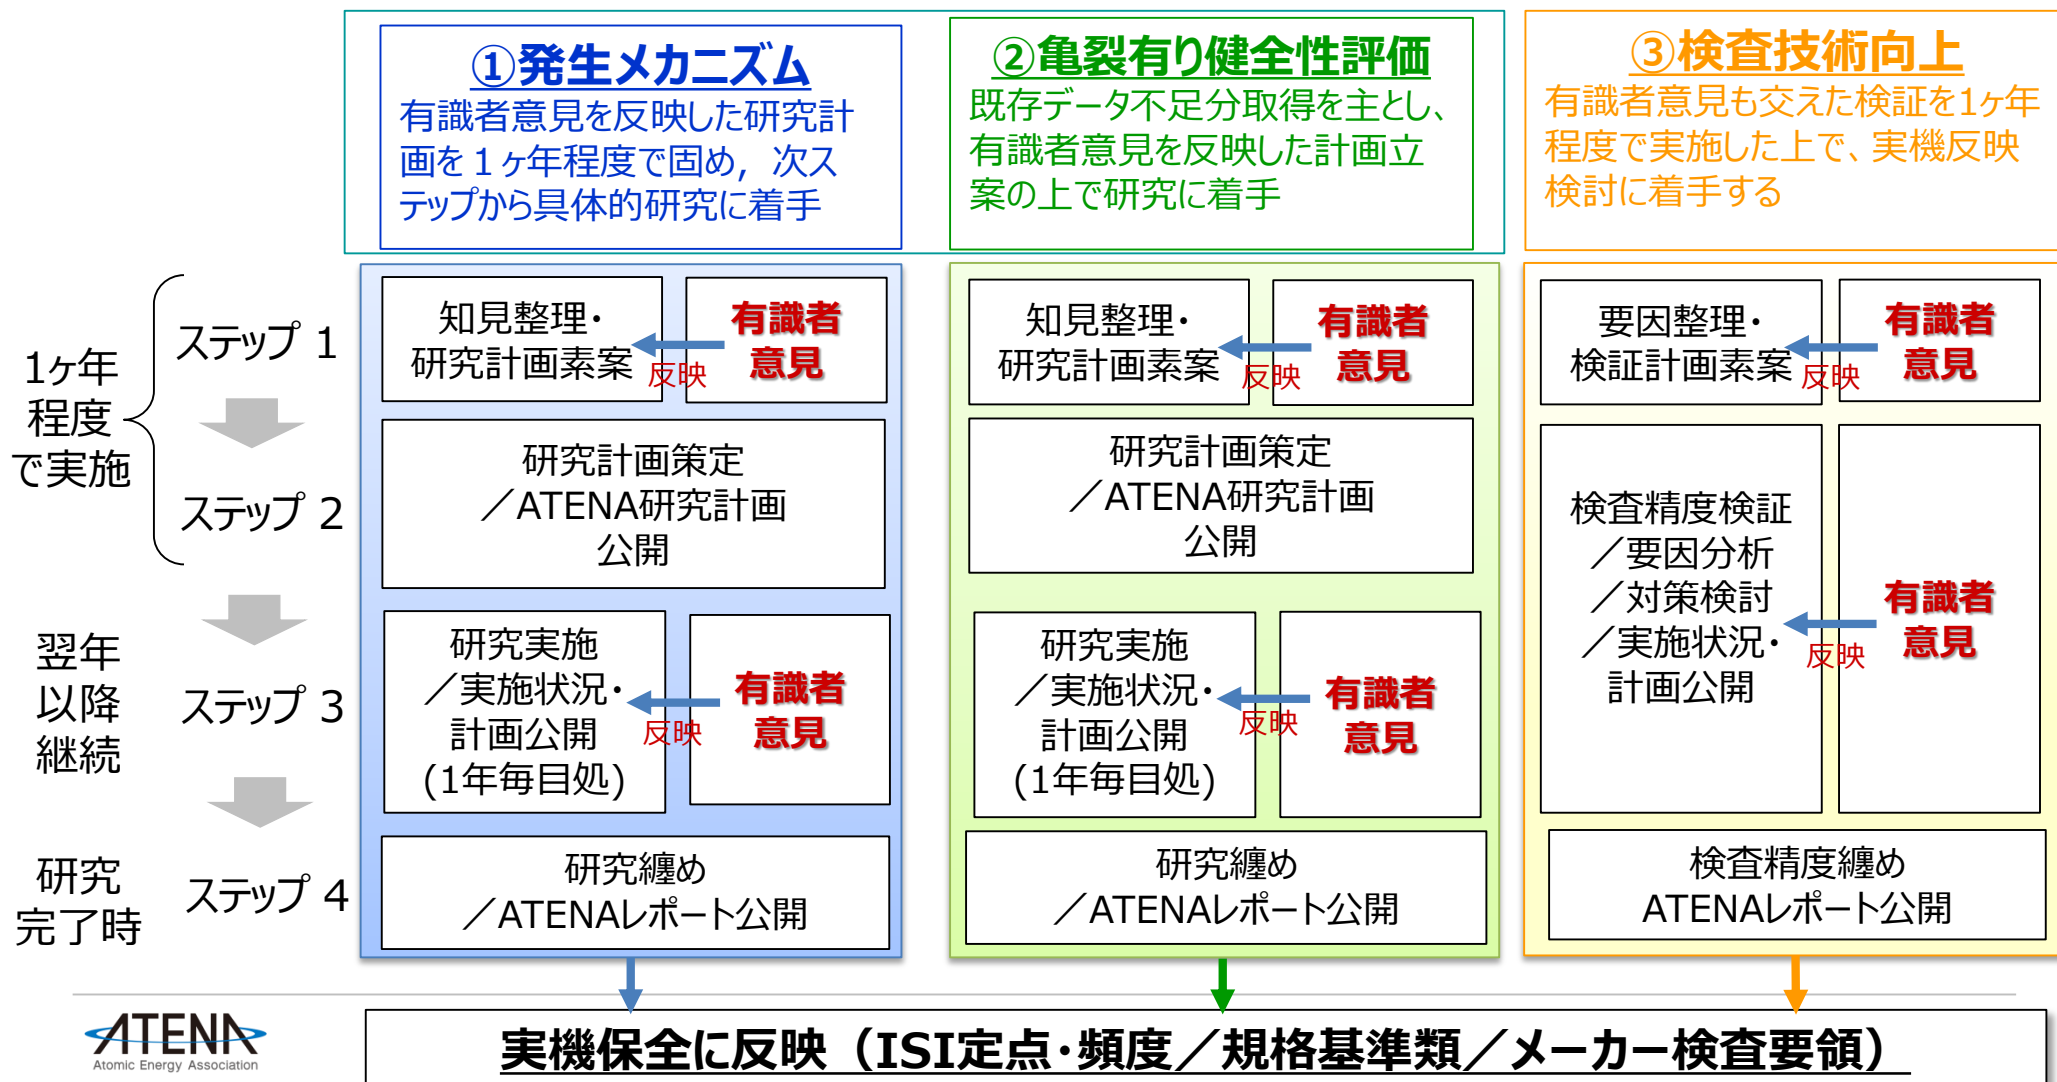 ①発生メカニズム
有識者意見を反映した研究計
画を１ヶ年程度で固め，次ス
テップから具体的研究に着手
②亀裂有り健全性評価
既存データ不足分取得を主とし、
有識者意見を反映した計画立
案の上で研究に着手
③検査技術向上
有識者意見も交えた検証を1ヶ年
程度で実施した上で、実機反映
検討に着手する
1ヶ年
程度
で実施
ステップ 1
知見整理・
研究計画素案
反映
有識者
意見
知見整理・
研究計画素案
反映
有識者
意見
要因整理・
検証計画素案
反映
有識者
意見
ステップ 2
研究計画策定
／ATENA研究計画
公開
研究計画策定
／ATENA研究計画
公開
検査精度検証
／要因分析
／対策検討
／実施状況・
計画公開
反映
有識者
意見
翌年
以降
継続
ステップ 3
研究実施
／実施状況・
計画公開
(1年毎目処)
反映
有識者
意見
研究実施
／実施状況・
計画公開
(1年毎目処)
反映
有識者
意見
研究
完了時
ステップ 4
研究纏め
／ATENAレポート公開
研究纏め
／ATENAレポート公開
検査精度纏め
ATENAレポート公開
ATENA
Atomic Energy Association
実機保全に反映（ISI定点・頻度／規格基準類／メーカー検査要領）